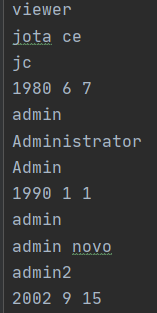 viewer
jota ce
jc
1980 6 7
admin
Administrator
Admin
1990 1 1
admin
admin novo
admin2
2002 9 15